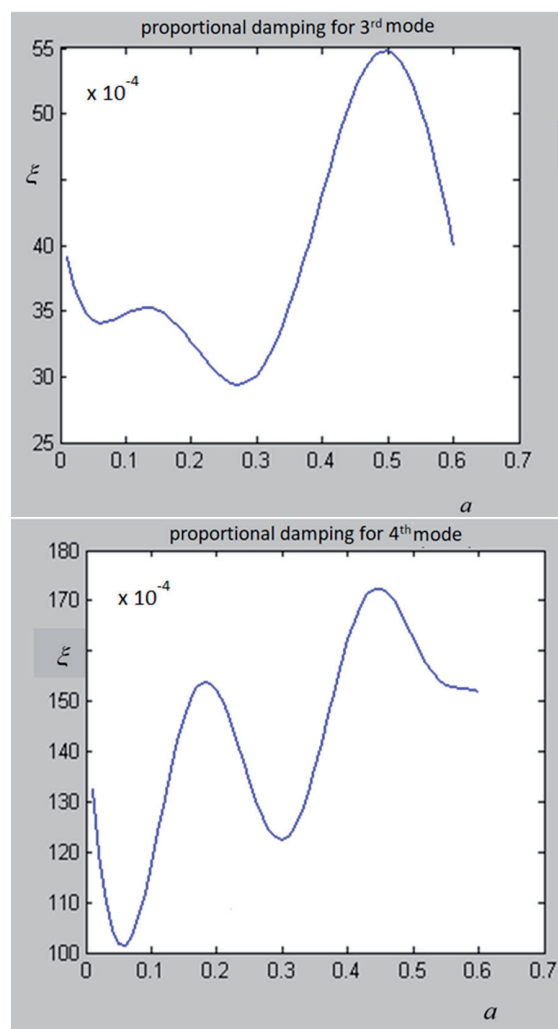 proportional damping for 3rd mode
55
x 10-4
50
ξ
40
35
30
25
0 0.1 0.2 0.3 0.4 0.5 0.6 0.7
a
proportional damping for 4th mode
180
x 10-4
170
ξ
150
140
130
120
100
0 0.1 0.2 0.3 0.4 0.5 0.6 0.7
a